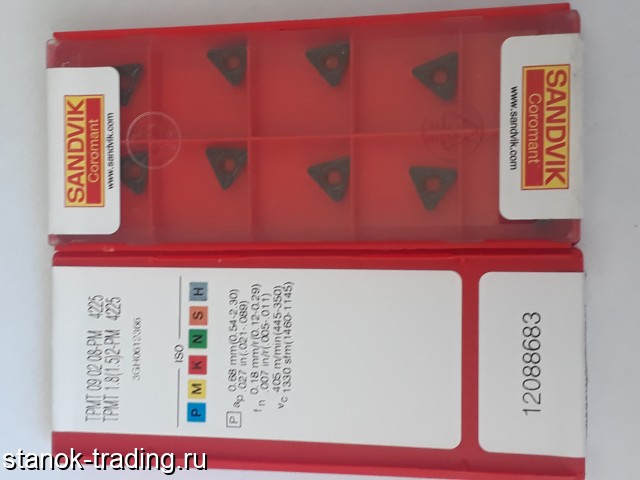 SANDVIK
Coromant
www.sandvik.com
SANDVIK
Coromant
www.sandvik.com
TPMT 09 02 08-PM 4225
TPMT 1.8(1.5)2-PM 4225
ISO
P M K N S H
P
ap 0.68 mm(0.54-2.30)
.027 in(.021-.089)
fn 0.18 mm/r(0.12-0.29)
.007 in/r(.005-.011)
vc 405 m/min(445-350)
1330 sfm(1460-1145)
12088683
stanok-trading.ru